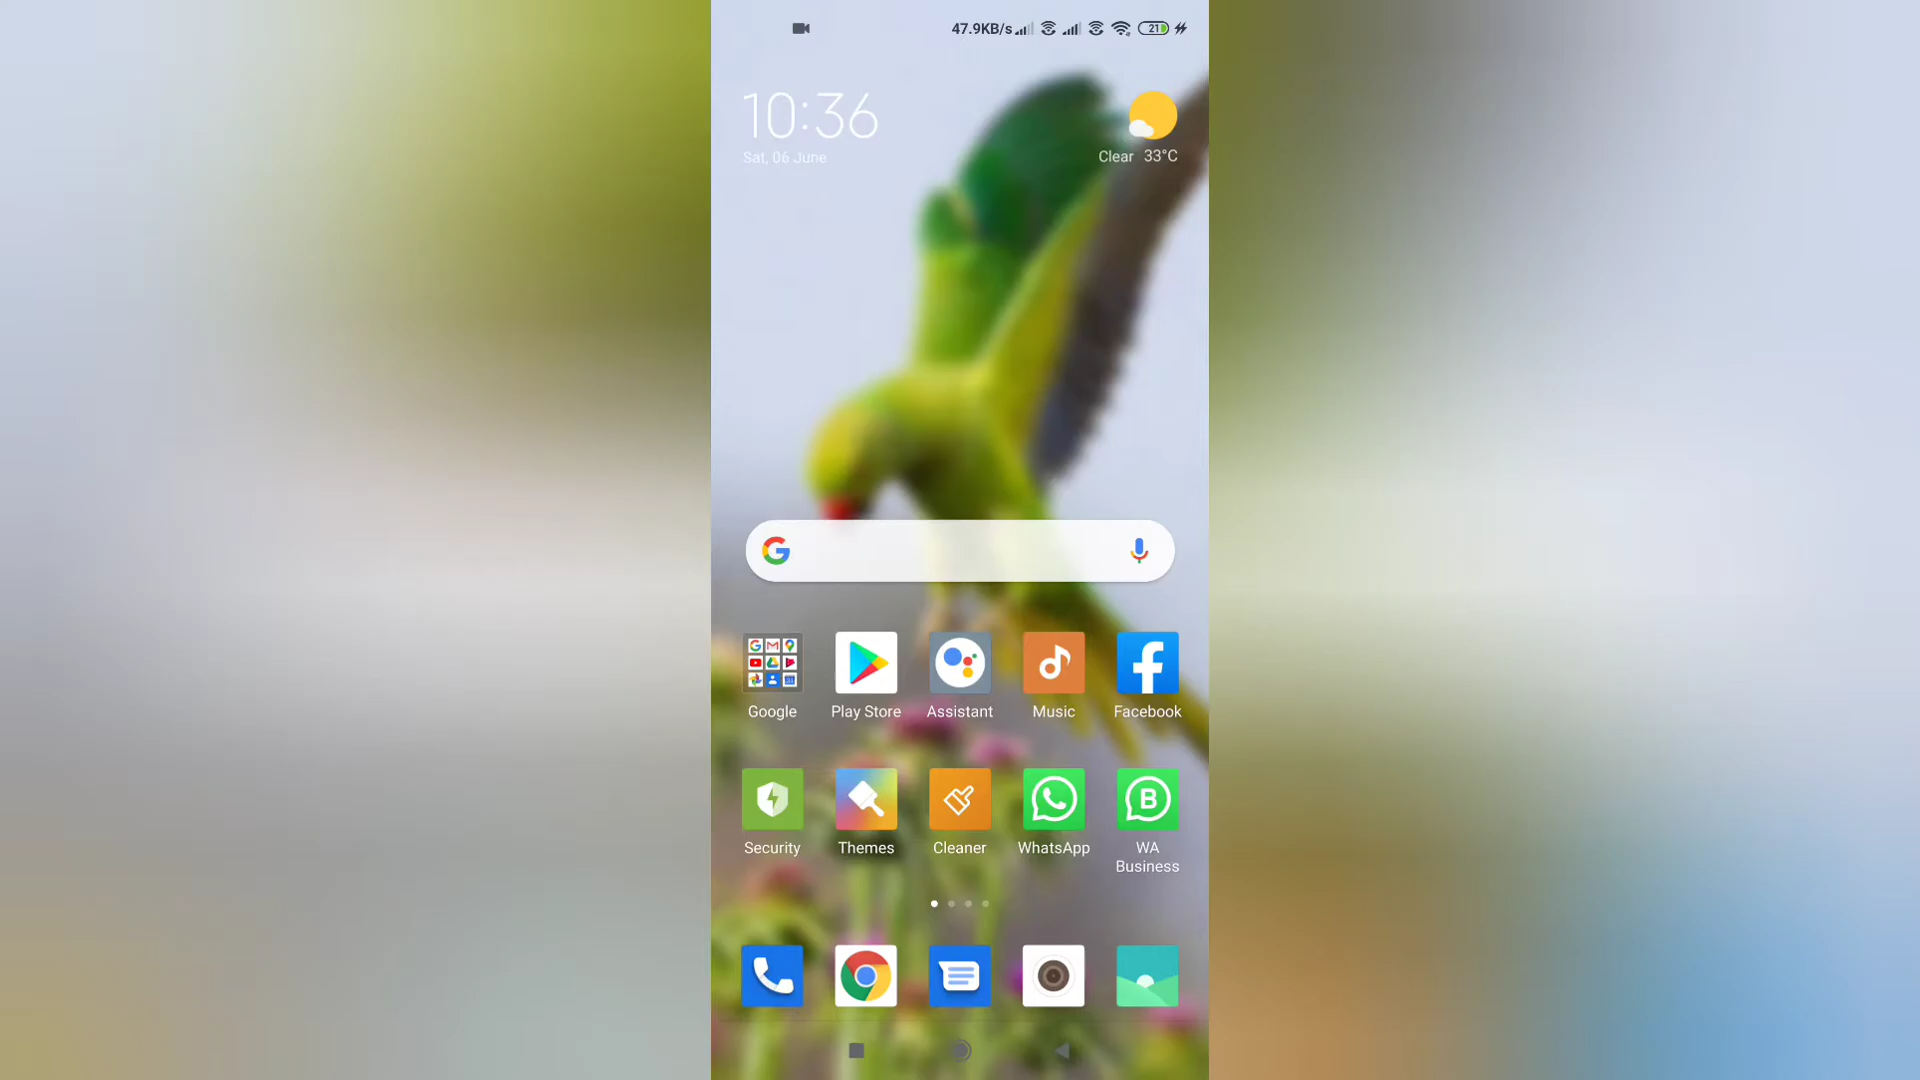 47.9KB/s 21
10:36
Sat, 06 June
Clear 33°C
Google Play Store Assistant Music Facebook
Security Themes Cleaner WhatsApp WA
Business